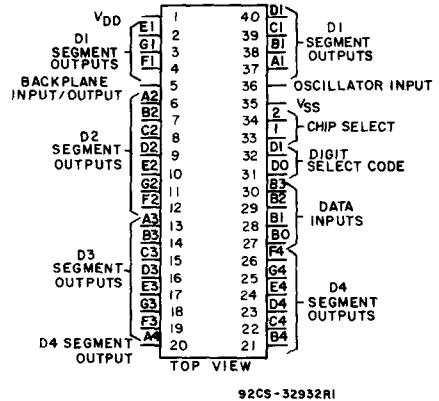 VDD 1 40 D1
E1 2 39 C1
G1 3 38 B1
F1 4 37 A1
D1
SEGMENT
OUTPUTS
D1
SEGMENT
OUTPUTS
BACKPLANE
INPUT/OUTPUT
5 36 OSCILLATOR INPUT
A2 6 35 VSS
B2 7 34 2
C2 8 33 1
CHIP SELECT
D2 9 32 D1
E2 10 31 D0
DIGIT
SELECT CODE
D2
SEGMENT
OUTPUTS
G2 11 30 B3
F2 12 29 B2
A3 13 28 B1
B3 14 27 B0
DATA
INPUTS
C3 15 26 F4
D3 16 25 G4
E3 17 24 E4
G3 18 23 D4
F3 19 22 C4
A4 20 21 B4
D3
SEGMENT
OUTPUTS
D4
SEGMENT
OUTPUTS
D4 SEGMENT
OUTPUT
TOP VIEW
92CS-32932R1